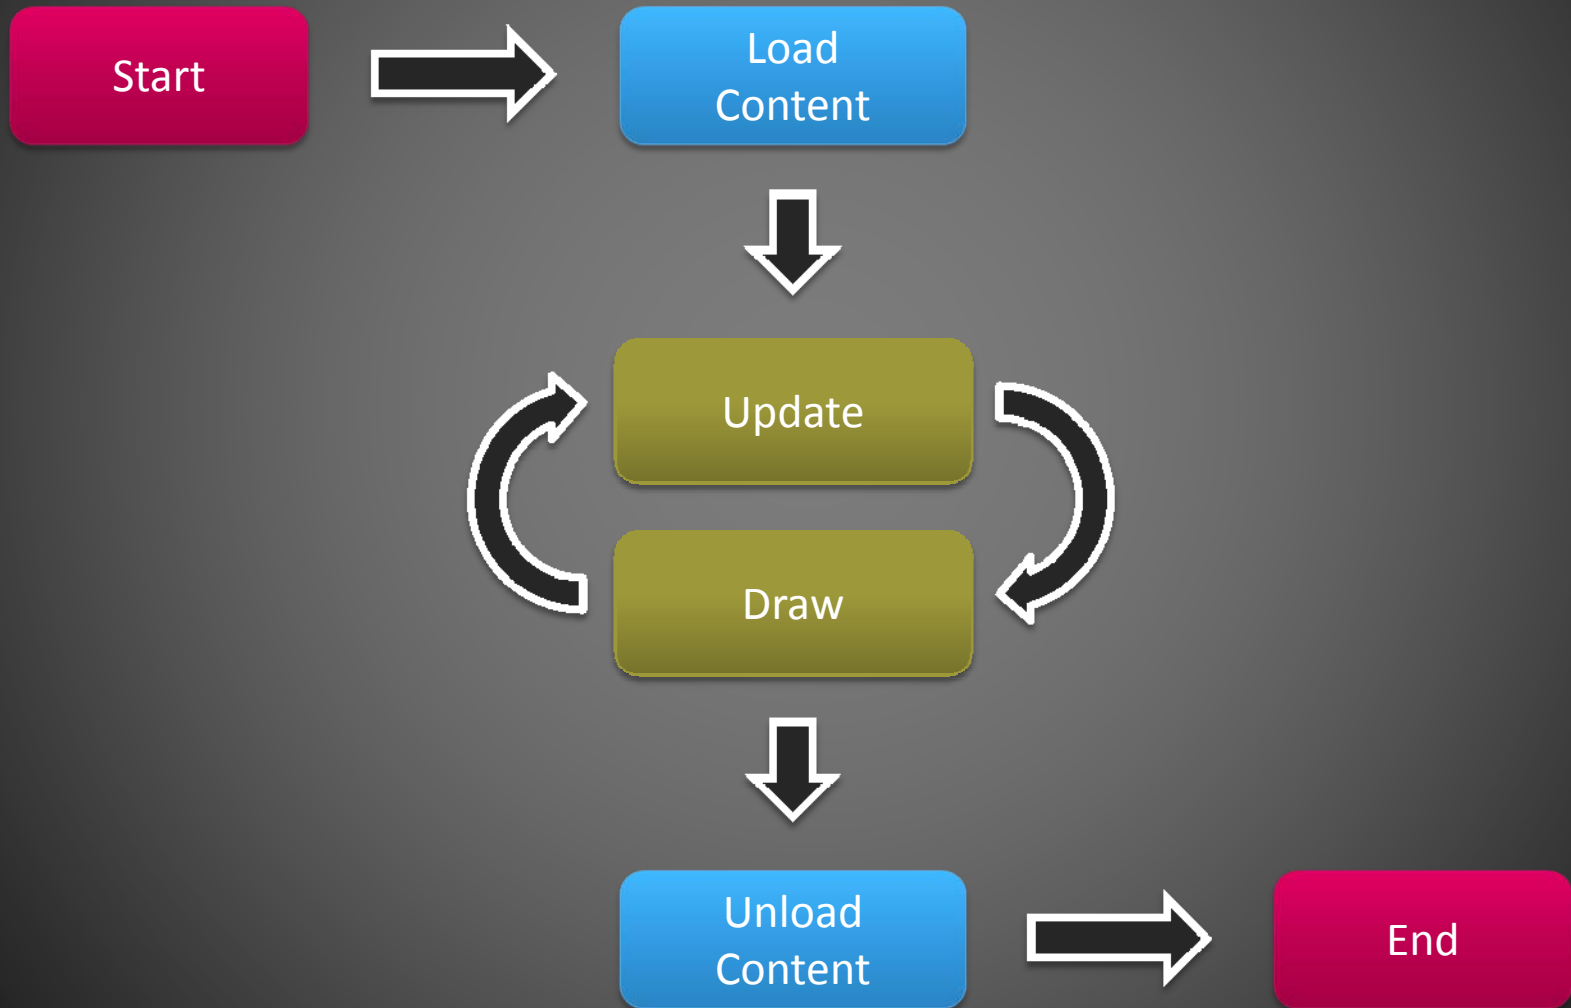 Start
Load
Content
Update
Draw
Unload
Content
End